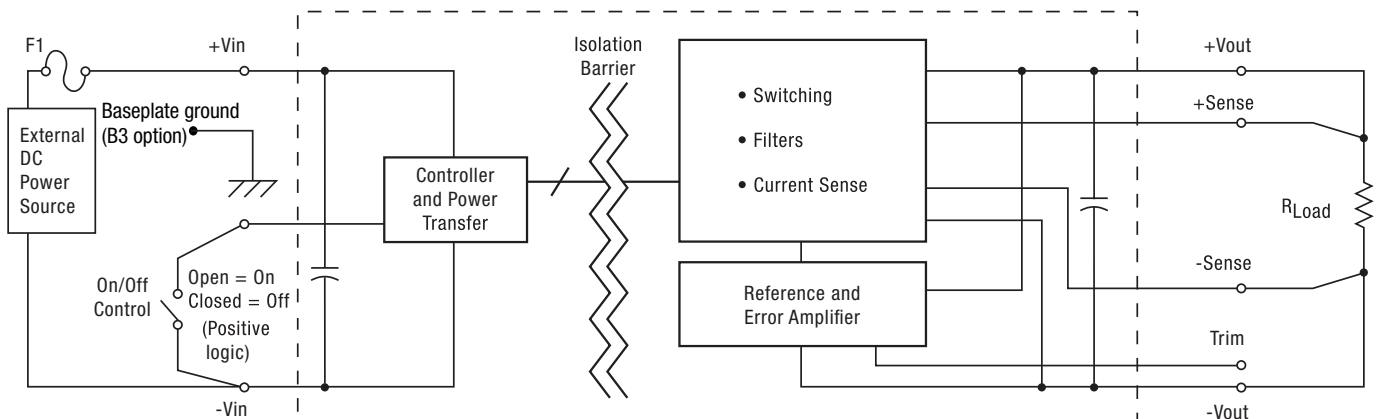 F1
+Vin
External
DC
Power
Source
Baseplate ground
(B3 option)
On/Off
Control
Open = On
Closed = Off
(Positive
logic)
-Vin
Controller
and Power
Transfer
Isolation
Barrier
• Switching
• Filters
• Current Sense
Reference and
Error Amplifier
+Vout
+Sense
RLoad
-Sense
Trim
-Vout